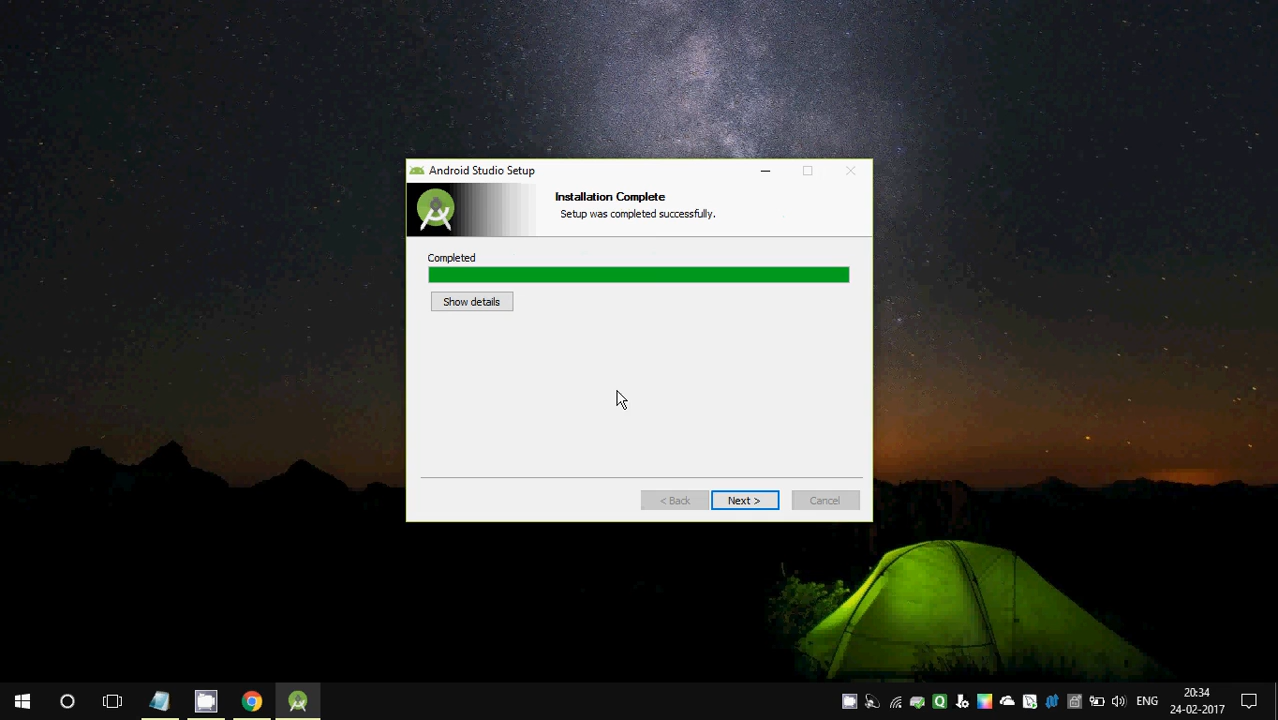 Android Studio Setup
Installation Complete
Setup was completed successfully.
Completed
Show details
< Back
Next >
Cancel
ENG
20:34
24-02-2017